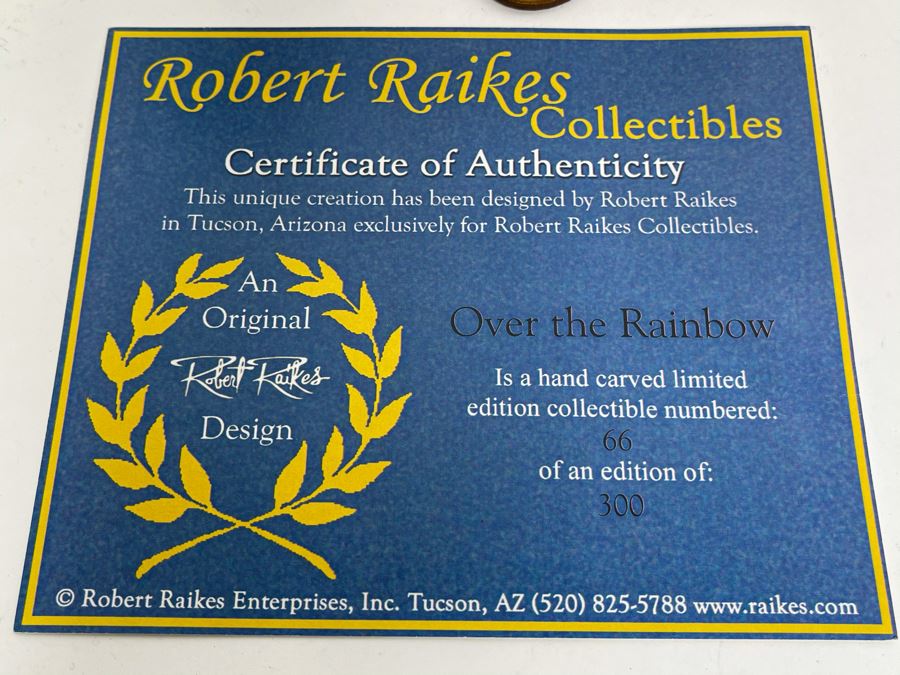 Robert Raikes
Collectibles
Certificate of Authenticity
This unique creation has been designed by Robert Raikes
in Tucson, Arizona exclusively for Robert Raikes Collectibles.
An
Original
Robert Raikes
Design
Over the Rainbow
Is a hand carved limited
edition collectible numbered:
66
of an edition of:
300
© Robert Raikes Enterprises, Inc. Tucson, AZ (520) 825-5788 www.raikes.com